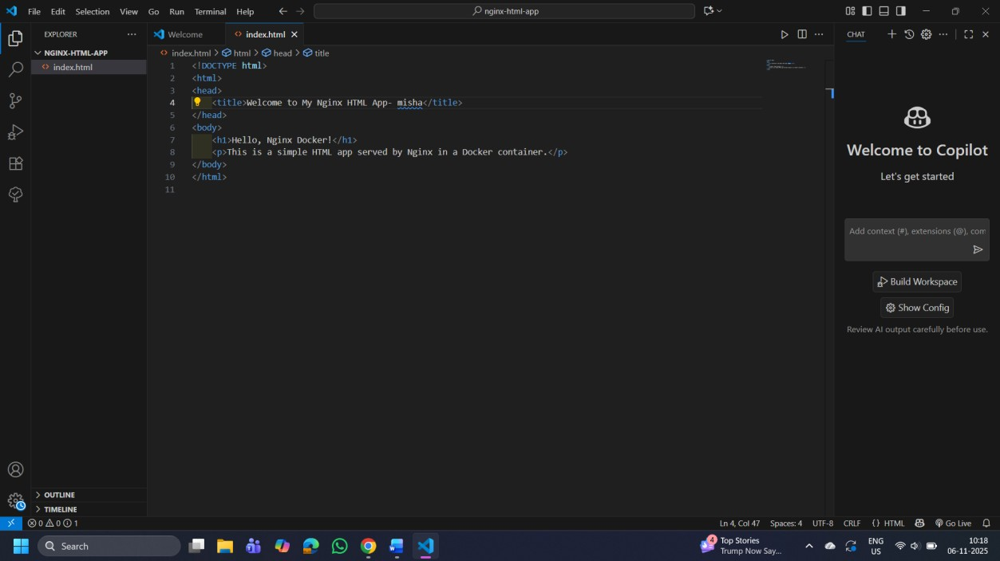 File Edit Selection View Go Run Terminal Help
nginx-html-app
EXPLORER
NGINX-HTML-APP
index.html
OUTLINE
TIMELINE
Welcome
index.html
index.html > html > head > title
1 <!DOCTYPE html>
2 <html>
3 <head>
4 <title>Welcome to My Nginx HTML App- misha</title>
5 </head>
6 <body>
7 <h1>Hello, Nginx Docker!</h1>
8 <p>This is a simple HTML app served by Nginx in a Docker container.</p>
9 </body>
10 </html>
11
CHAT
Welcome to Copilot
Let's get started
Add context (#), extensions (@), com
Build Workspace
Show Config
Review AI output carefully before use.
0 0 1
Ln 4, Col 47 Spaces: 4 UTF-8 CRLF {} HTML Go Live
Search
4
Top Stories
Trump Now Say...
ENG
US
10:18
06-11-2025